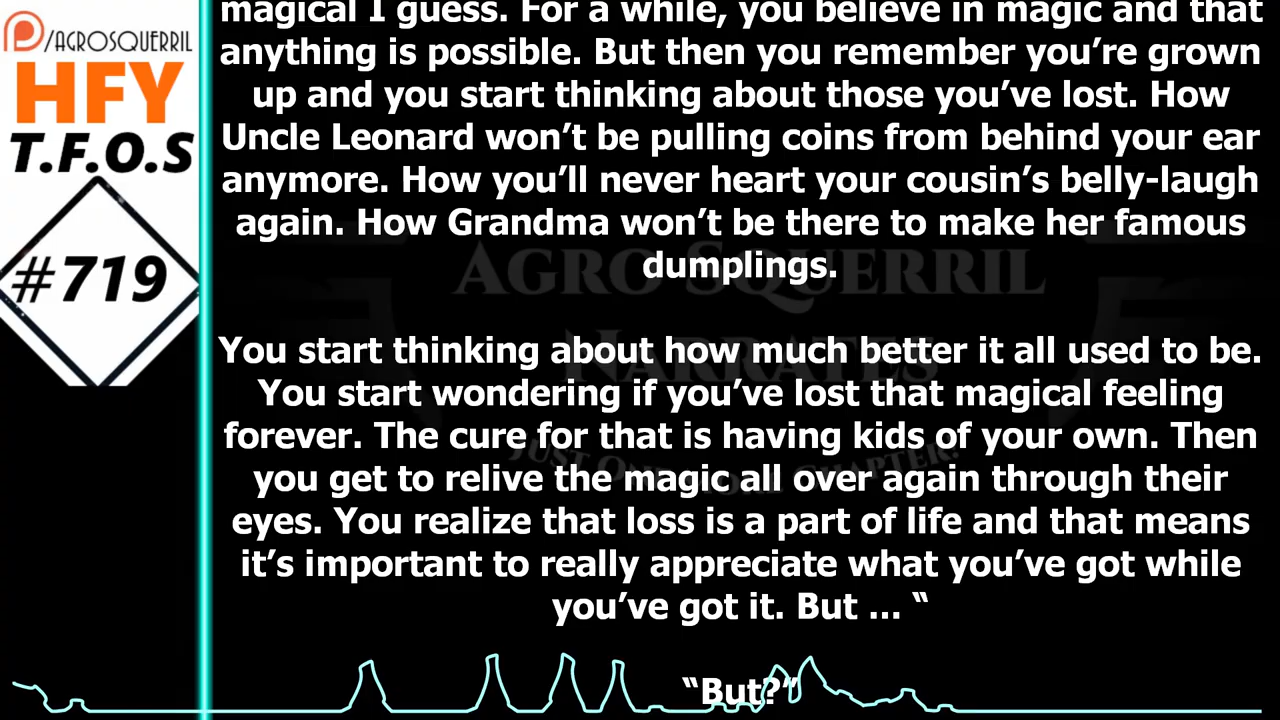 /AGROSQUERRIL
HFY
T.F.O.S
#719
magical I guess. For a while, you believe in magic and that
anything is possible. But then you remember you’re grown
up and you start thinking about those you’ve lost. How
Uncle Leonard won’t be pulling coins from behind your ear
anymore. How you’ll never heart your cousin’s belly-laugh
again. How Grandma won’t be there to make her famous
dumplings.
You start thinking about how much better it all used to be.
You start wondering if you’ve lost that magical feeling
forever. The cure for that is having kids of your own. Then
you get to relive the magic all over again through their
eyes. You realize that loss is a part of life and that means
it’s important to really appreciate what you’ve got while
you’ve got it. But ... “
“But?”
AGRO SQUERRIL
NARRATES
JUST ONE MORE CHAPTER!